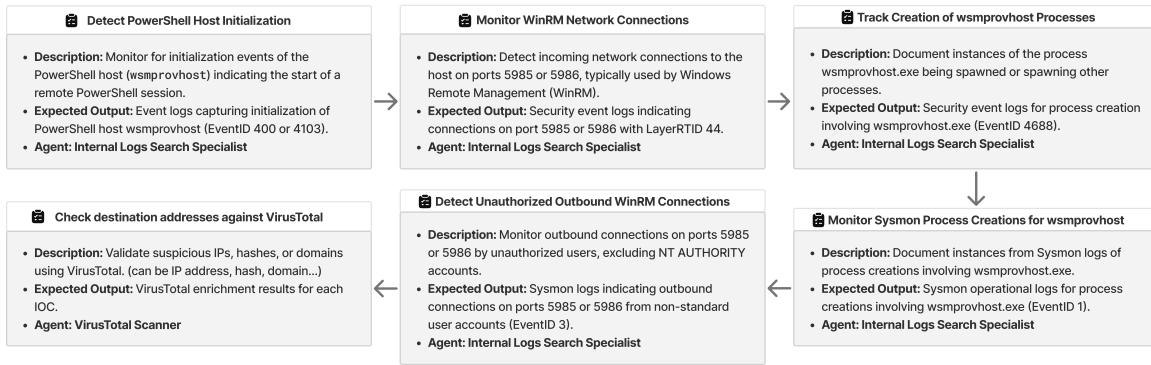 Detect PowerShell Host Initialization
• Description: Monitor for initialization events of the
PowerShell host (wsmprovhost) indicating the start of a
remote PowerShell session.
• Expected Output: Event logs capturing initialization of
PowerShell host wsmprovhost (EventID 400 or 4103).
• Agent: Internal Logs Search Specialist
Monitor WinRM Network Connections
• Description: Detect incoming network connections to the
host on ports 5985 or 5986, typically used by Windows
Remote Management (WinRM).
• Expected Output: Security event logs indicating
connections on port 5985 or 5986 with LayerRTID 44.
• Agent: Internal Logs Search Specialist
Track Creation of wsmprovhost Processes
• Description: Document instances of the process
wsmprovhost.exe being spawned or spawning other
processes.
• Expected Output: Security event logs for process creation
involving wsmprovhost.exe (EventID 4688).
• Agent: Internal Logs Search Specialist
Monitor Sysmon Process Creations for wsmprovhost
• Description: Document instances from Sysmon logs of
process creations involving wsmprovhost.exe.
• Expected Output: Sysmon operational logs for process
creations involving wsmprovhost.exe (EventID 1).
• Agent: Internal Logs Search Specialist
Detect Unauthorized Outbound WinRM Connections
• Description: Monitor outbound connections on ports 5985
or 5986 by unauthorized users, excluding NT AUTHORITY
accounts.
• Expected Output: Sysmon logs indicating outbound
connections on ports 5985 or 5986 from non-standard
user accounts (EventID 3).
• Agent: Internal Logs Search Specialist
Check destination addresses against VirusTotal
• Description: Validate suspicious IPs, hashes, or domains
using VirusTotal. (can be IP address, hash, domain...)
• Expected Output: VirusTotal enrichment results for each
IOC.
• Agent: VirusTotal Scanner